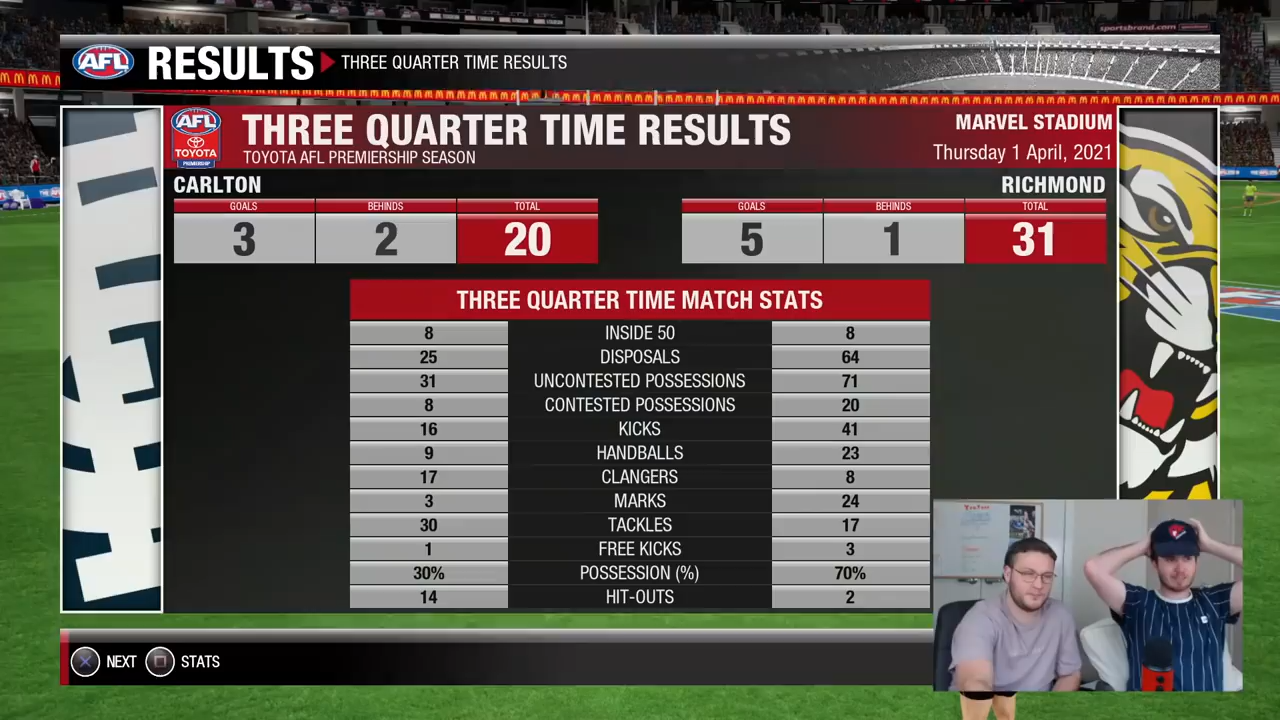 sportsbrand.com
AFL RESULTS THREE QUARTER TIME RESULTS
AFL
TOYOTA
PREMIERSHIP
THREE QUARTER TIME RESULTS
TOYOTA AFL PREMIERSHIP SEASON
MARVEL STADIUM
Thursday 1 April, 2021
CARLTON
RICHMOND
GOALS BEHINDS TOTAL
3 2 20
GOALS BEHINDS TOTAL
5 1 31
THREE QUARTER TIME MATCH STATS
8 INSIDE 50 8
25 DISPOSALS 64
31 UNCONTESTED POSSESSIONS 71
8 CONTESTED POSSESSIONS 20
16 KICKS 41
9 HANDBALLS 23
17 CLANGERS 8
3 MARKS 24
30 TACKLES 17
1 FREE KICKS 3
30% POSSESSION (%) 70%
14 HIT-OUTS 2
NEXT STATS